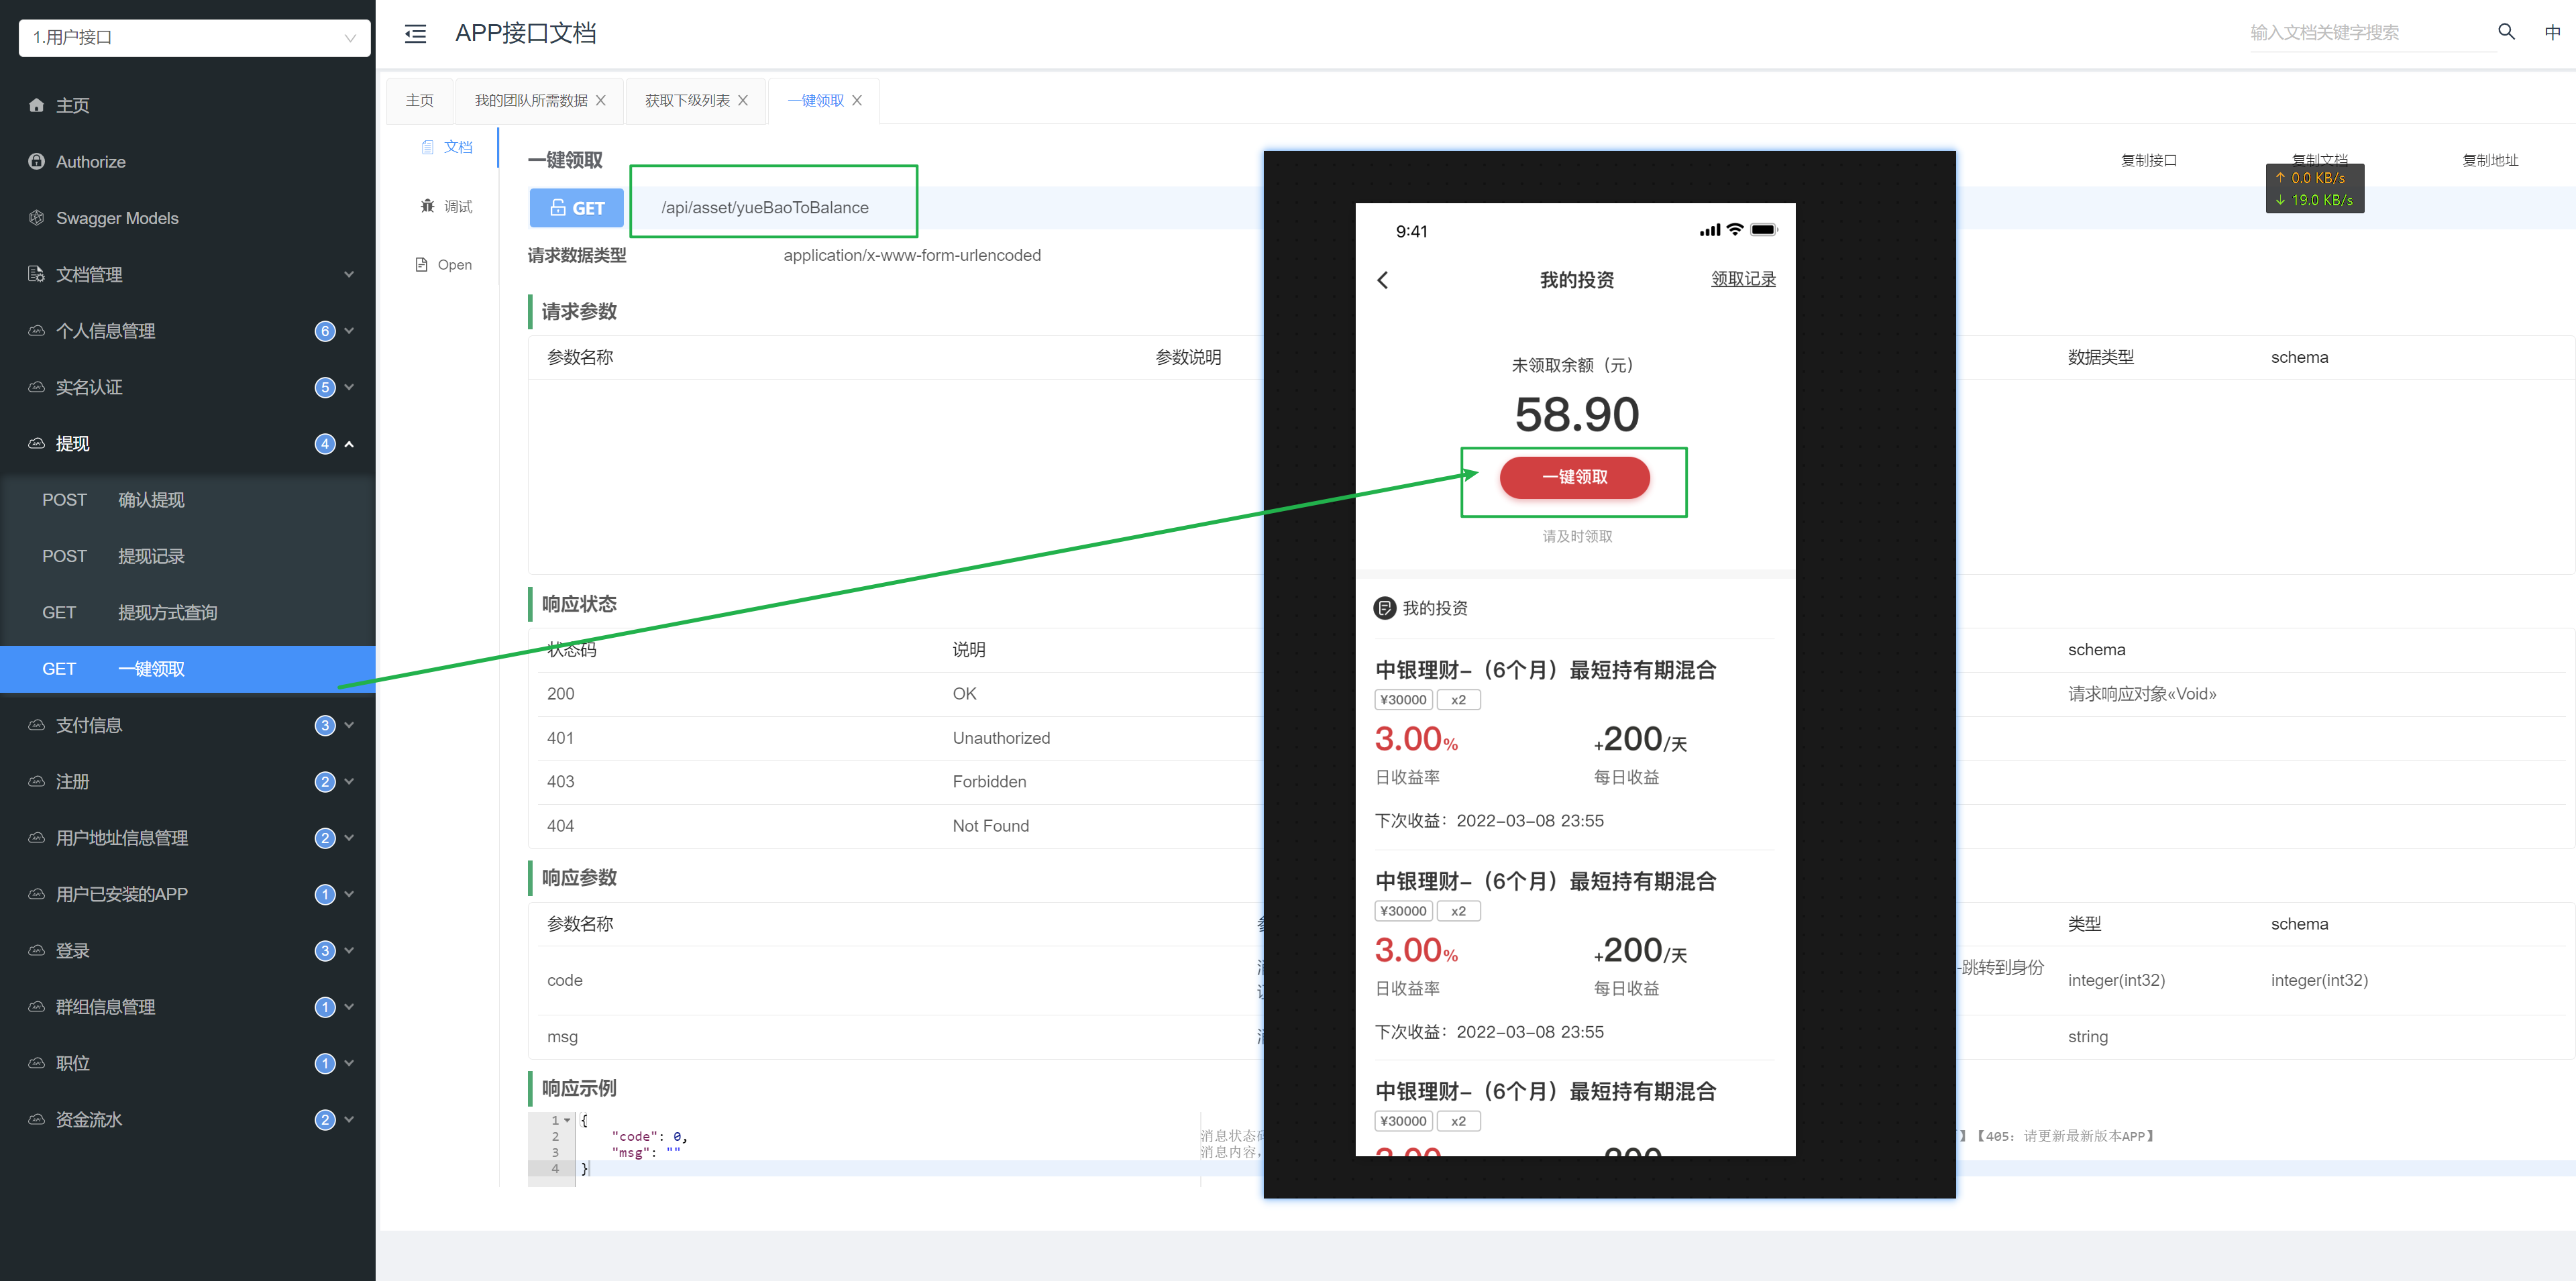 1.用户接口
APP接口文档
输入文档关键字搜索
中
主页
Authorize
Swagger Models
文档管理
个人信息管理
6
实名认证
5
提现
4
POST 确认提现
POST 提现记录
GET 提现方式查询
GET 一键领取
支付信息
3
注册
2
用户地址信息管理
2
用户已安装的APP
1
登录
3
群组信息管理
1
职位
1
资金流水
2
主页
我的团队所需数据
获取下级列表
一键领取
文档
调试
Open
一键领取
复制接口
复制文档
复制地址
↑ 0.0 KB/s
↓ 19.0 KB/s
GET
/api/asset/yueBaoToBalance
请求数据类型
application/x-www-form-urlencoded
请求参数
参数名称
参数说明
数据类型
schema
响应状态
状态码
说明
schema
200
OK
请求响应对象«Void»
401
Unauthorized
403
Forbidden
404
Not Found
响应参数
参数名称
类型
schema
code
-跳转到身份
integer(int32)
integer(int32)
msg
string
响应示例
1
{
2
"code": 0,
消息状态
】【405: 请更新最新版本APP】
3
"msg": ""
消息内容,
4
}
9:41
我的投资
领取记录
未领取余额（元）
58.90
一键领取
请及时领取
我的投资
中银理财-（6个月）最短持有期混合
¥30000
x2
3.00%
+200/天
日收益率
每日收益
下次收益：2022-03-08 23:55
中银理财-（6个月）最短持有期混合
¥30000
x2
3.00%
+200/天
日收益率
每日收益
下次收益：2022-03-08 23:55
中银理财-（6个月）最短持有期混合
¥30000
x2
3.00
200